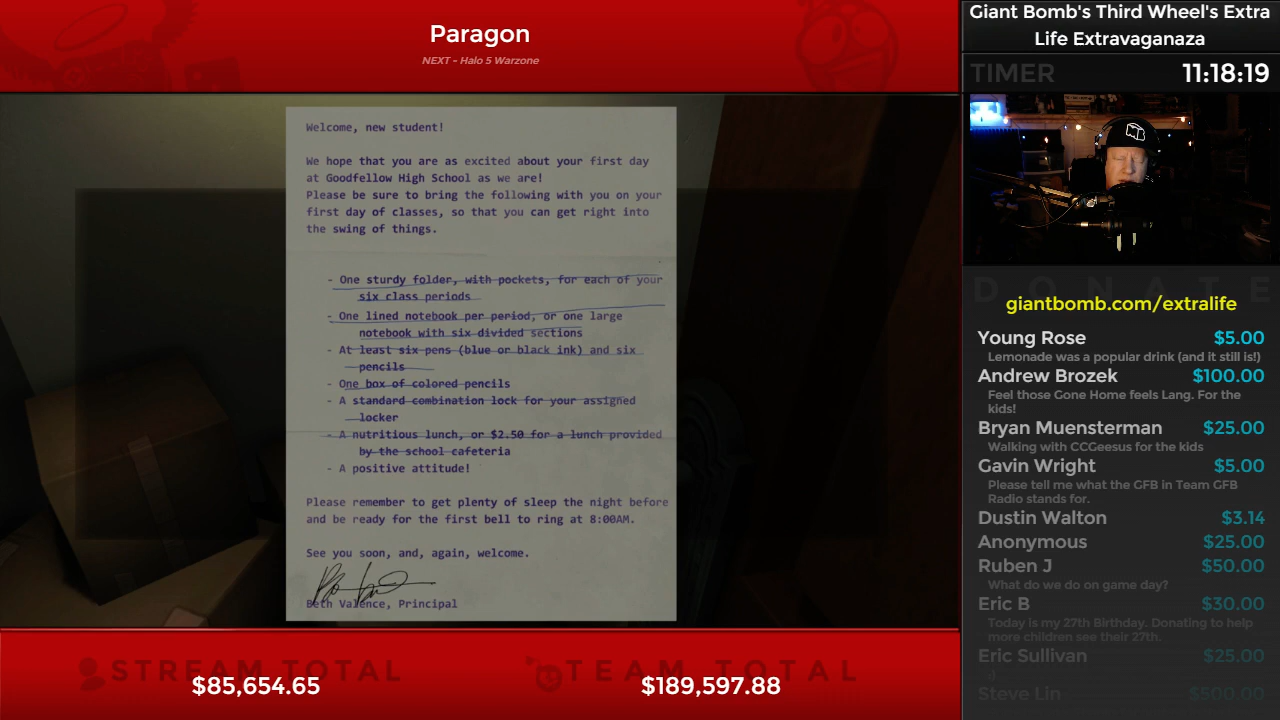 Paragon
NEXT - Halo 5 Warzone
Giant Bomb's Third Wheel's Extra
Life Extravaganaza
TIMER
11:18:19
Welcome, new student!
We hope that you are as excited about your first day
at Goodfellow High School as we are!
Please be sure to bring the following with you on your
first day of classes, so that you can get right into
the swing of things.
- One sturdy folder, with pockets, for each of your
six class periods
- One lined notebook per period, or one large
notebook with six divided sections
- At least six pens (blue or black ink) and six
pencils
- One box of colored pencils
- A standard combination lock for your assigned
locker
- A nutritious lunch, or $2.50 for a lunch provided
by the school cafeteria
- A positive attitude!
Please remember to get plenty of sleep the night before
and be ready for the first bell to ring at 8:00AM.
See you soon, and, again, welcome.
Beth Valence, Principal
DONATE
giantbomb.com/extralife
Young Rose $5.00
Lemonade was a popular drink (and it still is!)
Andrew Brozek $100.00
Feel those Gone Home feels Lang. For the
kids!
Bryan Muensterman $25.00
Walking with CCGeesus for the kids
Gavin Wright $5.00
Please tell me what the GFB in Team GFB
Radio stands for.
Dustin Walton $3.14
Anonymous $25.00
Ruben J $50.00
What do we do on game day?
Eric B $30.00
Today is my 27th Birthday. Donating to help
more children see their 27th.
Eric Sullivan $25.00
:)
Steve Lin $500.00
STREAM TOTAL
$85,654.65
TEAM TOTAL
$189,597.88